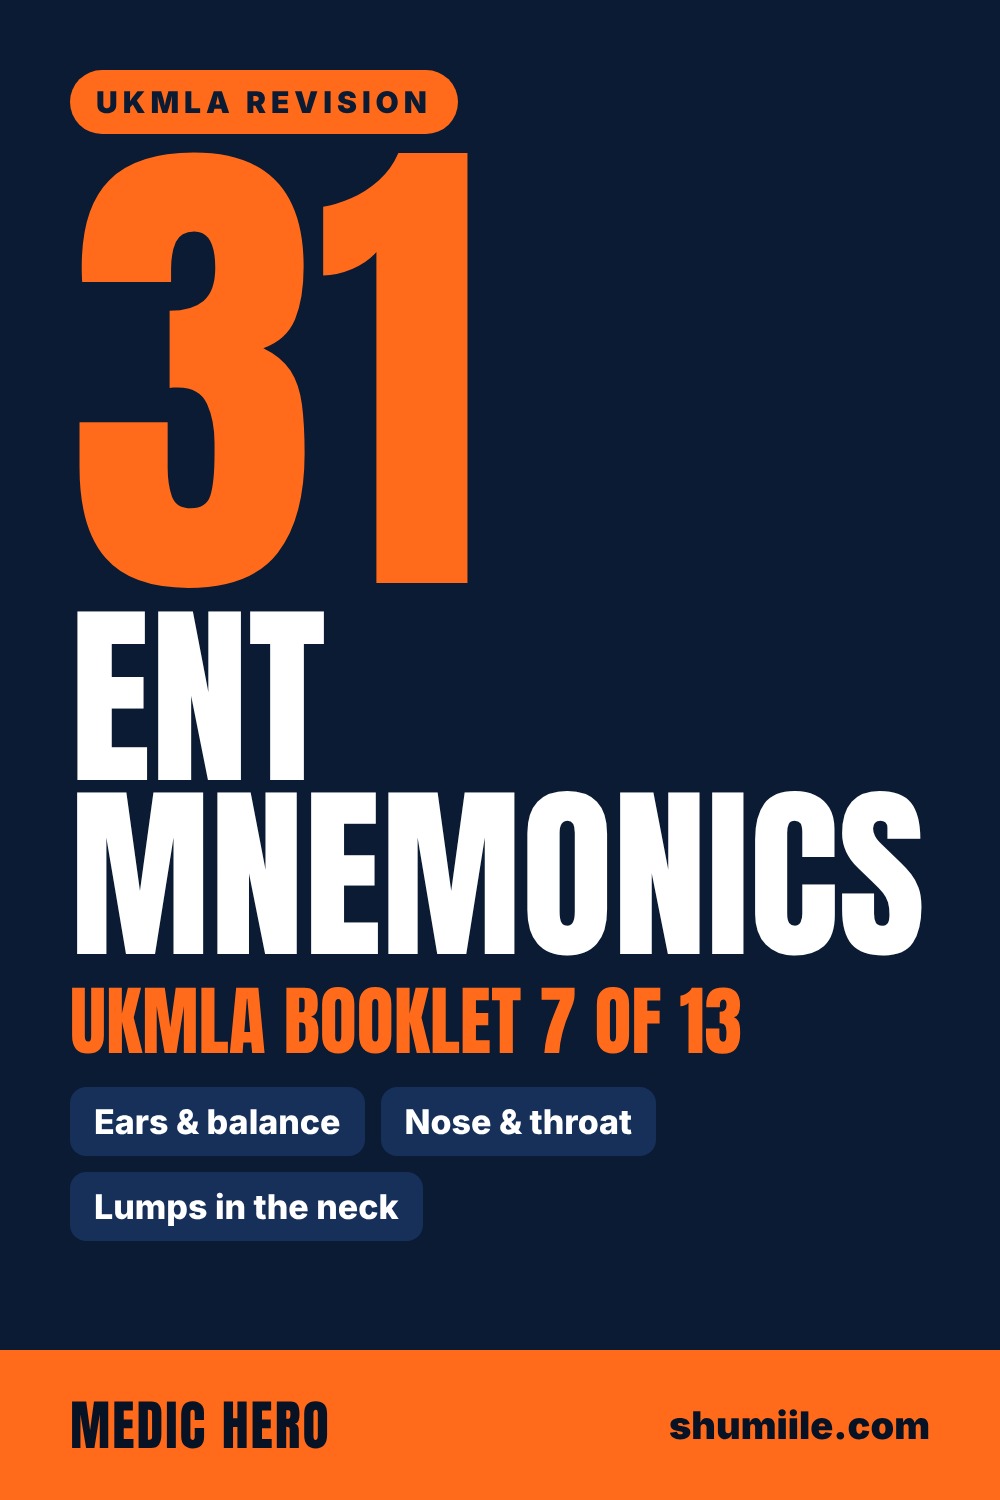 UKMLA REVISION
31
ENT
MNEMONICS
UKMLA BOOKLET 7 OF 13
Ears & balance
Nose & throat
Lumps in the neck
MEDIC HERO
shumiile.com